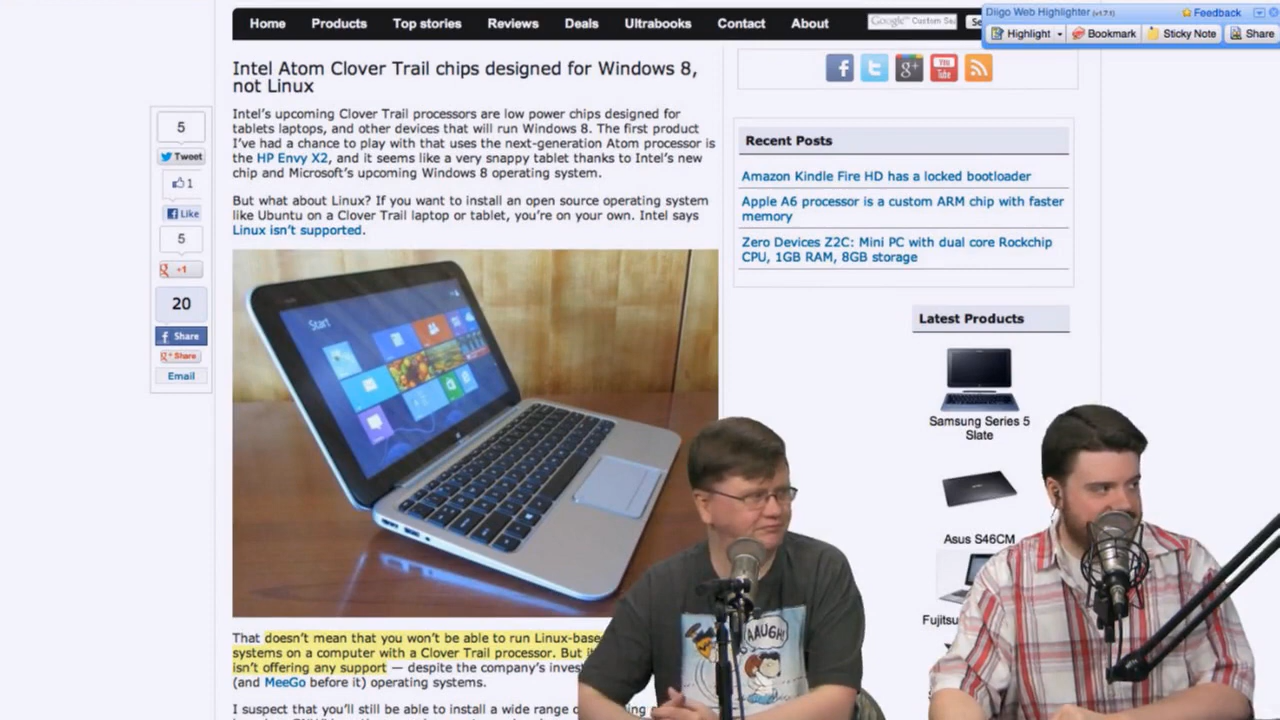 Home Products Top stories Reviews Deals Ultrabooks Contact About Google Custom Se
Diigo Web Highlighter (v1.7.1) Feedback
Highlight Bookmark Sticky Note Share
Intel Atom Clover Trail chips designed for Windows 8,
not Linux
Intel's upcoming Clover Trail processors are low power chips designed for
tablets laptops, and other devices that will run Windows 8. The first product
I've had a chance to play with that uses the next-generation Atom processor is
the HP Envy X2, and it seems like a very snappy tablet thanks to Intel's new
chip and Microsoft's upcoming Windows 8 operating system.
But what about Linux? If you want to install an open source operating system
like Ubuntu on a Clover Trail laptop or tablet, you're on your own. Intel says
Linux isn't supported.
5
Tweet
1
Like
5
+1
20
Share
Share
Email
Start
That doesn't mean that you won't be able to run Linux-base
systems on a computer with a Clover Trail processor. But i
isn't offering any support — despite the company's inves
(and MeeGo before it) operating systems.
I suspect that you'll still be able to install a wide range
You Tube
Recent Posts
Amazon Kindle Fire HD has a locked bootloader
Apple A6 processor is a custom ARM chip with faster
memory
Zero Devices Z2C: Mini PC with dual core Rockchip
CPU, 1GB RAM, 8GB storage
Latest Products
Samsung Series 5
Slate
Asus S46CM
Fujitsu
AAUGH!